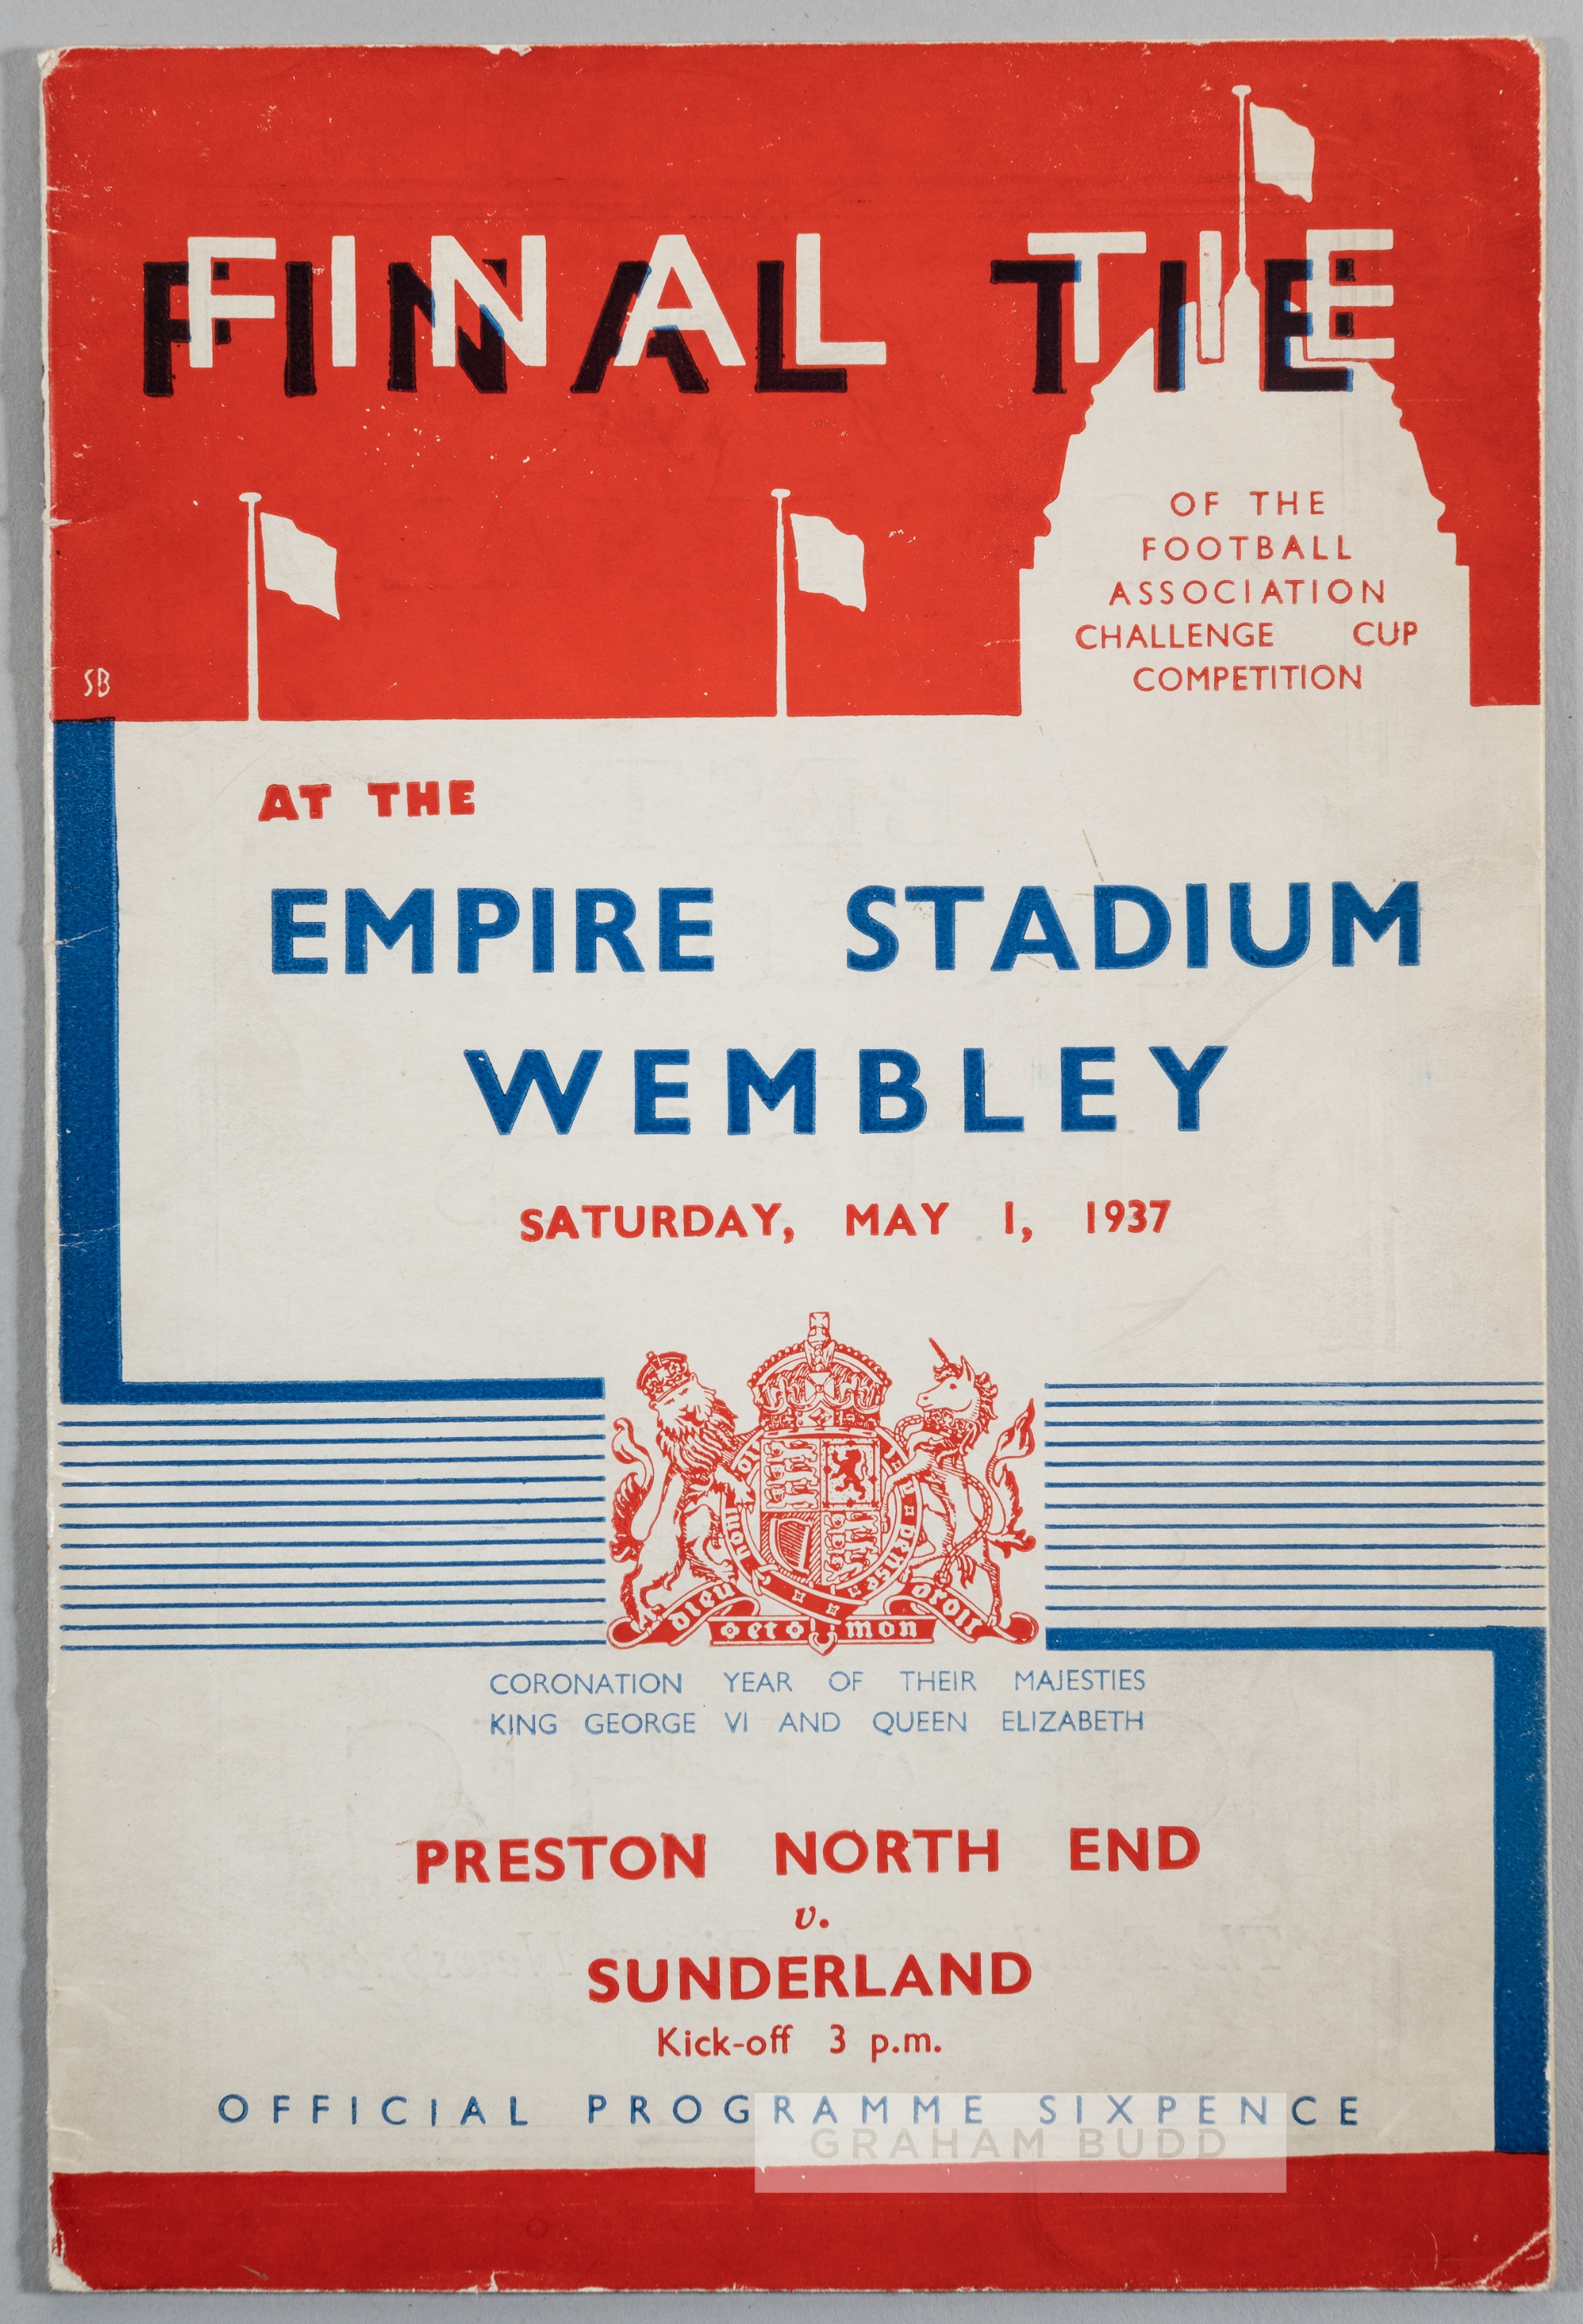 FINAL TIE
OF THE
FOOTBALL
ASSOCIATION
CHALLENGE CUP
COMPETITION
SB
AT THE
EMPIRE STADIUM
WEMBLEY
SATURDAY, MAY 1, 1937
dieu et mon droit
CORONATION YEAR OF THEIR MAJESTIES
KING GEORGE VI AND QUEEN ELIZABETH
PRESTON NORTH END
v.
SUNDERLAND
Kick-off 3 p.m.
OFFICIAL PROGRAMME SIXPENCE
GRAHAM BUDD